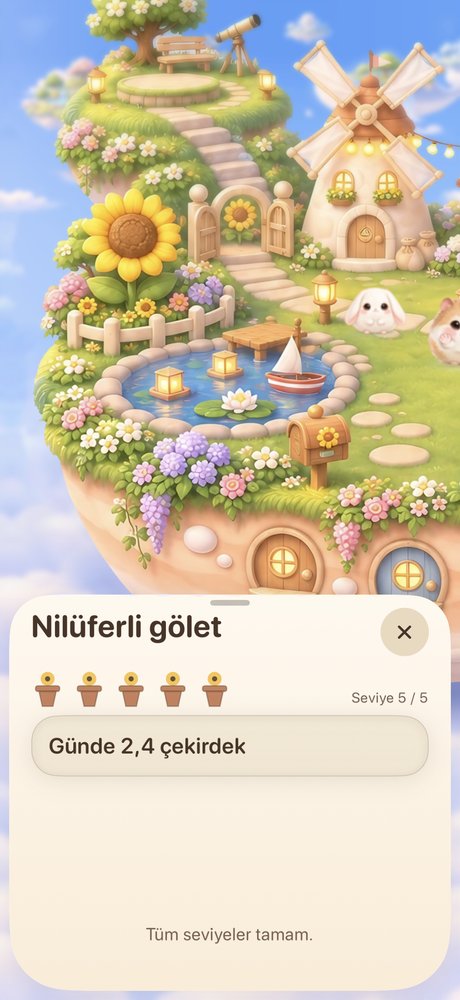 Nilüferli gölet
Seviye 5 / 5
Günde 2,4 çekirdek
Tüm seviyeler tamam.